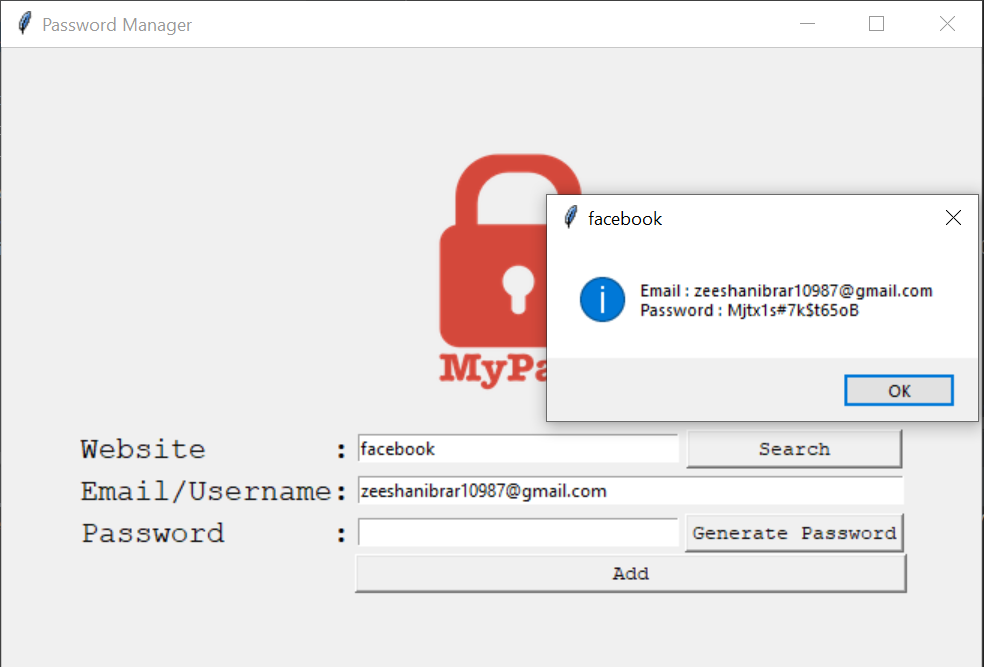 Password Manager
facebook
Email : zeeshanibrar10987@gmail.com
Password : Mjtx1s#7k$t65oB
OK
MyPa
Website : facebook Search
Email/Username: zeeshanibrar10987@gmail.com
Password : Generate Password
Add